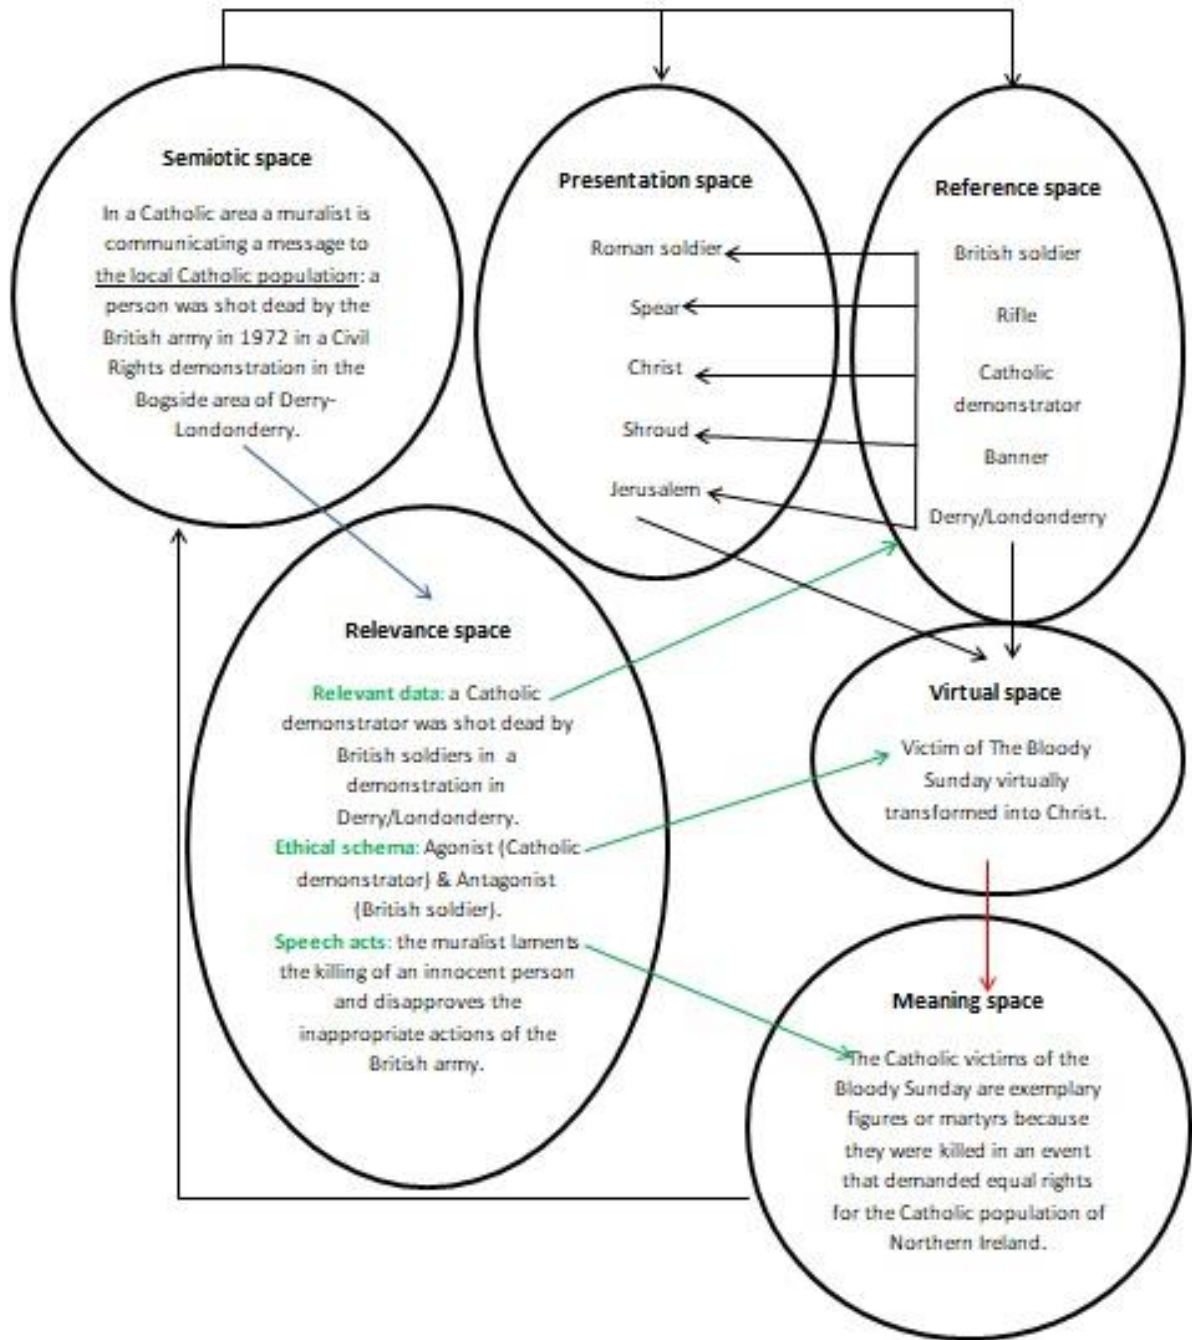 Semiotic space
In a Catholic area a muralist is
communicating a message to
the local Catholic population: a
person was shot dead by the
British army in 1972 in a Civil
Rights demonstration in the
Bogside area of Derry-
Londonderry.
Presentation space
Roman soldier
Spear
Christ
Shroud
Jerusalem
Reference space
British soldier
Rifle
Catholic
demonstrator
Banner
Derry/Londonderry
Relevance space
Relevant data: a Catholic
demonstrator was shot dead by
British soldiers in a
demonstration in
Derry/Londonderry.
Ethical schema: Agonist (Catholic
demonstrator) & Antagonist
(British soldier).
Speech acts: the muralist laments
the killing of an innocent person
and disapproves the
inappropriate actions of the
British army.
Virtual space
Victim of The Bloody
Sunday virtually
transformed into Christ.
Meaning space
The Catholic victims of the
Bloody Sunday are exemplary
figures or martyrs because
they were killed in an event
that demanded equal rights
for the Catholic population of
Northern Ireland.